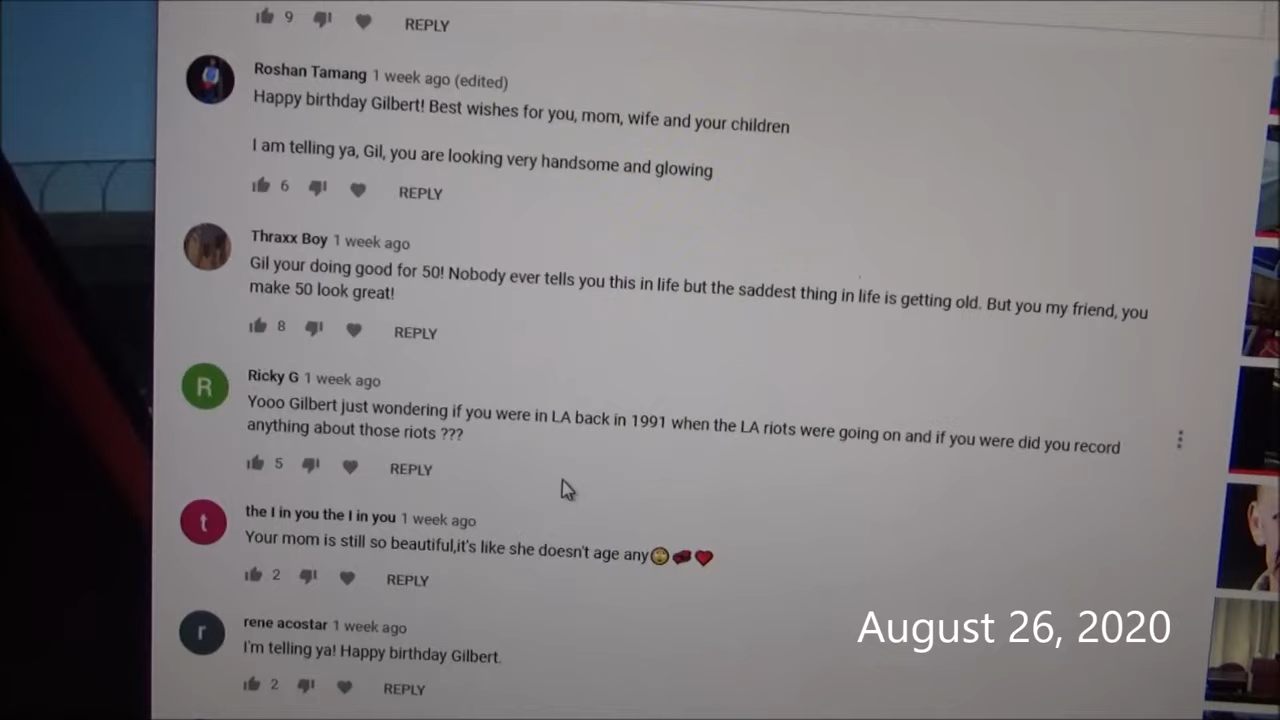 9 REPLY
Roshan Tamang 1 week ago (edited)
Happy birthday Gilbert! Best wishes for you, mom, wife and your children
I am telling ya, Gil, you are looking very handsome and glowing
6 REPLY
Thraxx Boy 1 week ago
Gil your doing good for 50! Nobody ever tells you this in life but the saddest thing in life is getting old. But you my friend, you
make 50 look great!
8 REPLY
R
Ricky G 1 week ago
Yooo Gilbert just wondering if you were in LA back in 1991 when the LA riots were going on and if you were did you record
anything about those riots ???
5 REPLY
t
the I in you the I in you 1 week ago
Your mom is still so beautiful,it's like she doesn't age any
2 REPLY
r
rene acostar 1 week ago
I'm telling ya! Happy birthday Gilbert.
2 REPLY
August 26, 2020